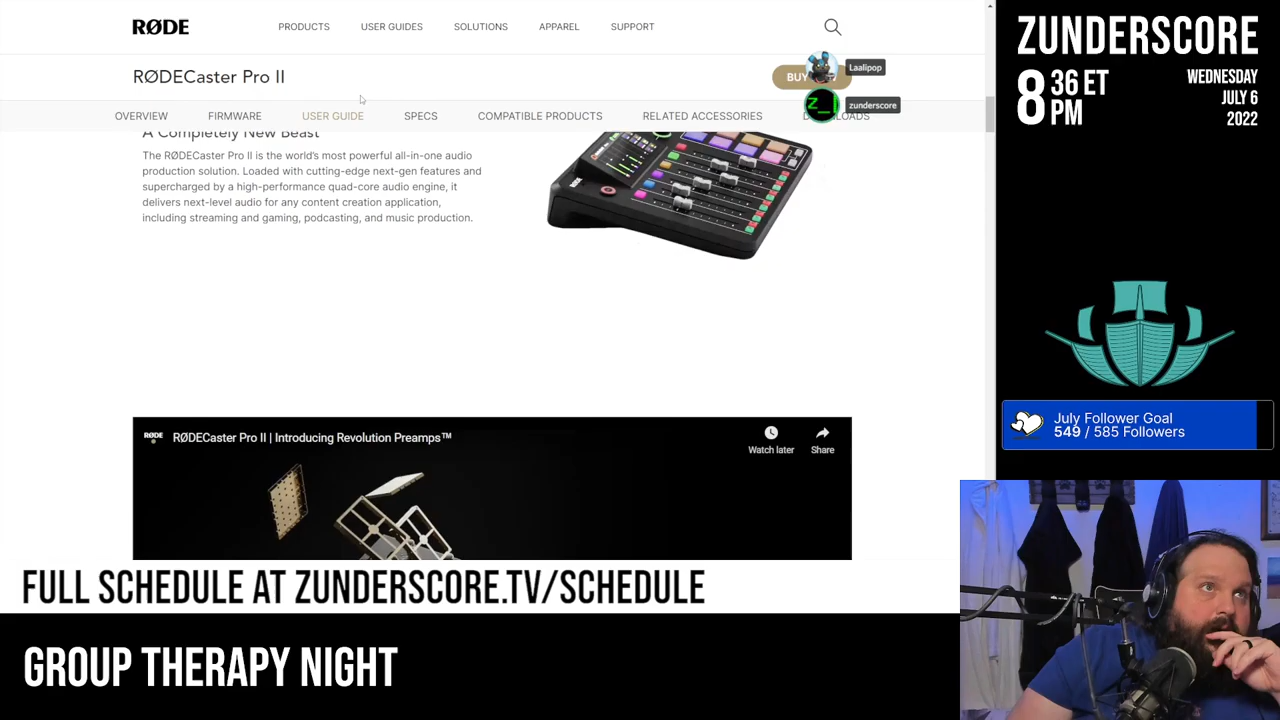 RØDE
PRODUCTS
USER GUIDES
SOLUTIONS
APPAREL
SUPPORT
RØDECaster Pro II
BUY
Laalipop
zunderscore
OVERVIEW
FIRMWARE
USER GUIDE
SPECS
COMPATIBLE PRODUCTS
RELATED ACCESSORIES
DOWNLOADS
A Completely New Beast
The RØDECaster Pro II is the world's most powerful all-in-one audio
production solution. Loaded with cutting-edge next-gen features and
supercharged by a high-performance quad-core audio engine, it
delivers next-level audio for any content creation application,
including streaming and gaming, podcasting, and music production.
RØDE
RØDE
RØDECaster Pro II | Introducing Revolution Preamps™
Watch later
Share
ZUNDERSCORE
8 36 ET
PM
WEDNESDAY
JULY 6
2022
July Follower Goal
549 / 585 Followers
FULL SCHEDULE AT ZUNDERSCORE.TV/SCHEDULE
GROUP THERAPY NIGHT